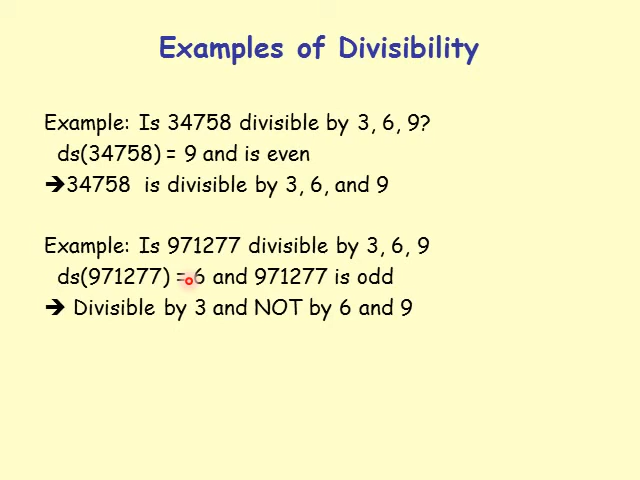 Examples of Divisibility
Example: Is 34758 divisible by 3, 6, 9?
ds(34758) = 9 and is even
➔34758 is divisible by 3, 6, and 9
Example: Is 971277 divisible by 3, 6, 9
ds(971277) = 6 and 971277 is odd
➔ Divisible by 3 and NOT by 6 and 9